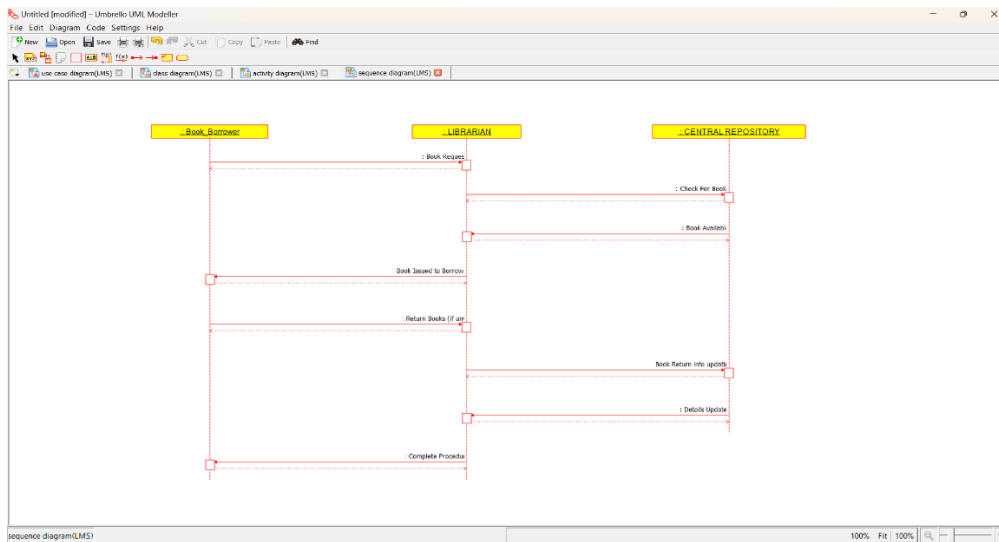 Untitled [modified] – Umbrello UML Modeller
File Edit Diagram Code Settings Help
New Open Save Cut Copy Paste Find
use case diagram(LMS) class diagram(LMS) activity diagram(LMS) sequence diagram(LMS)
: Book_Borrower : LIBRARIAN : CENTRAL REPOSITORY
: Book Reques
: Check For Book
: Book Availabl
Book Issued to Borrow
: Return Books (if an
Book Return info updat
: Details Update
: Complete Procedu
sequence diagram(LMS) 100% Fit 100%